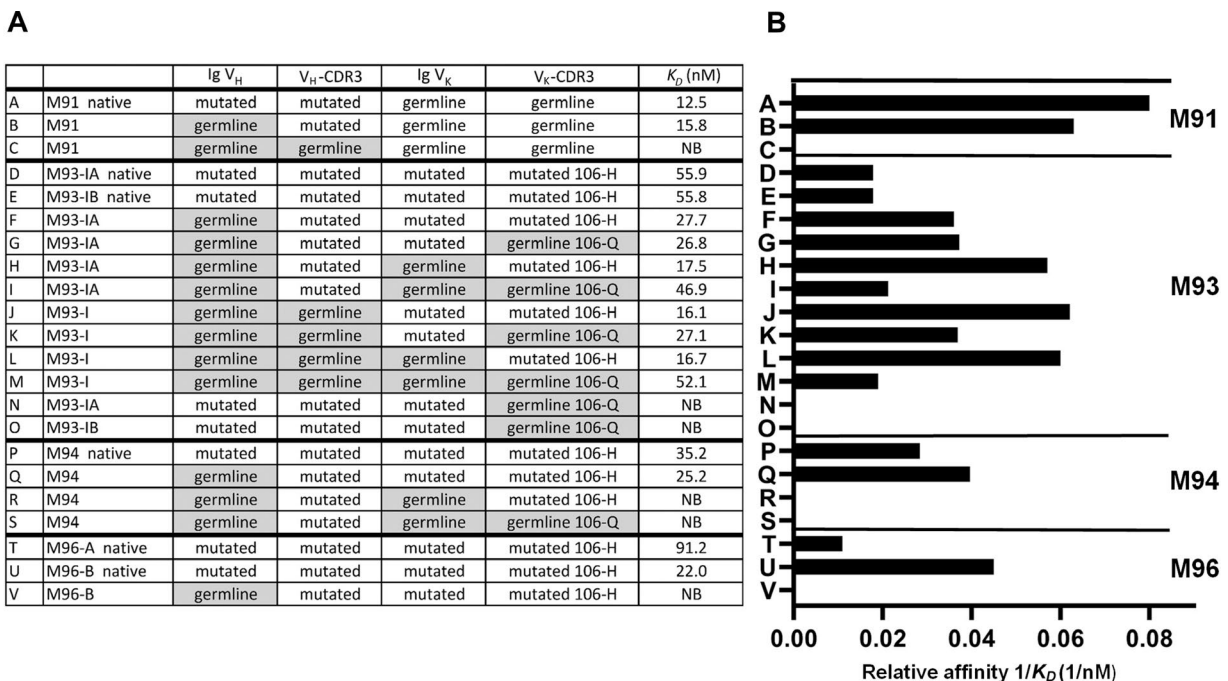 A
Ig VH VH-CDR3 Ig VK VK-CDR3 KD (nM)
A M91 native mutated mutated germline germline 12.5
B M91 germline mutated germline germline 15.8
C M91 germline germline germline germline NB
D M93-IA native mutated mutated mutated mutated 106-H 55.9
E M93-IB native mutated mutated mutated mutated 106-H 55.8
F M93-IA germline mutated mutated mutated 106-H 27.7
G M93-IA germline mutated mutated germline 106-Q 26.8
H M93-IA germline mutated germline mutated 106-H 17.5
I M93-IA germline mutated germline germline 106-Q 46.9
J M93-I germline germline mutated mutated 106-H 16.1
K M93-I germline germline mutated germline 106-Q 27.1
L M93-I germline germline germline mutated 106-H 16.7
M M93-I germline germline germline germline 106-Q 52.1
N M93-IA mutated mutated mutated germline 106-Q NB
O M93-IB mutated mutated mutated germline 106-Q NB
P M94 native mutated mutated mutated mutated 106-H 35.2
Q M94 germline mutated mutated mutated 106-H 25.2
R M94 germline mutated germline mutated 106-H NB
S M94 germline mutated germline germline 106-Q NB
T M96-A native mutated mutated mutated mutated 106-H 91.2
U M96-B native mutated mutated mutated mutated 106-H 22.0
V M96-B germline mutated mutated mutated 106-H NB
B
A
B
C
M91
D
E
F
G
H
I
J
K
L
M
N
O
M93
P
Q
R
S
M94
T
U
V
M96
0.00 0.02 0.04 0.06 0.08
Relative affinity 1/KD (1/nM)